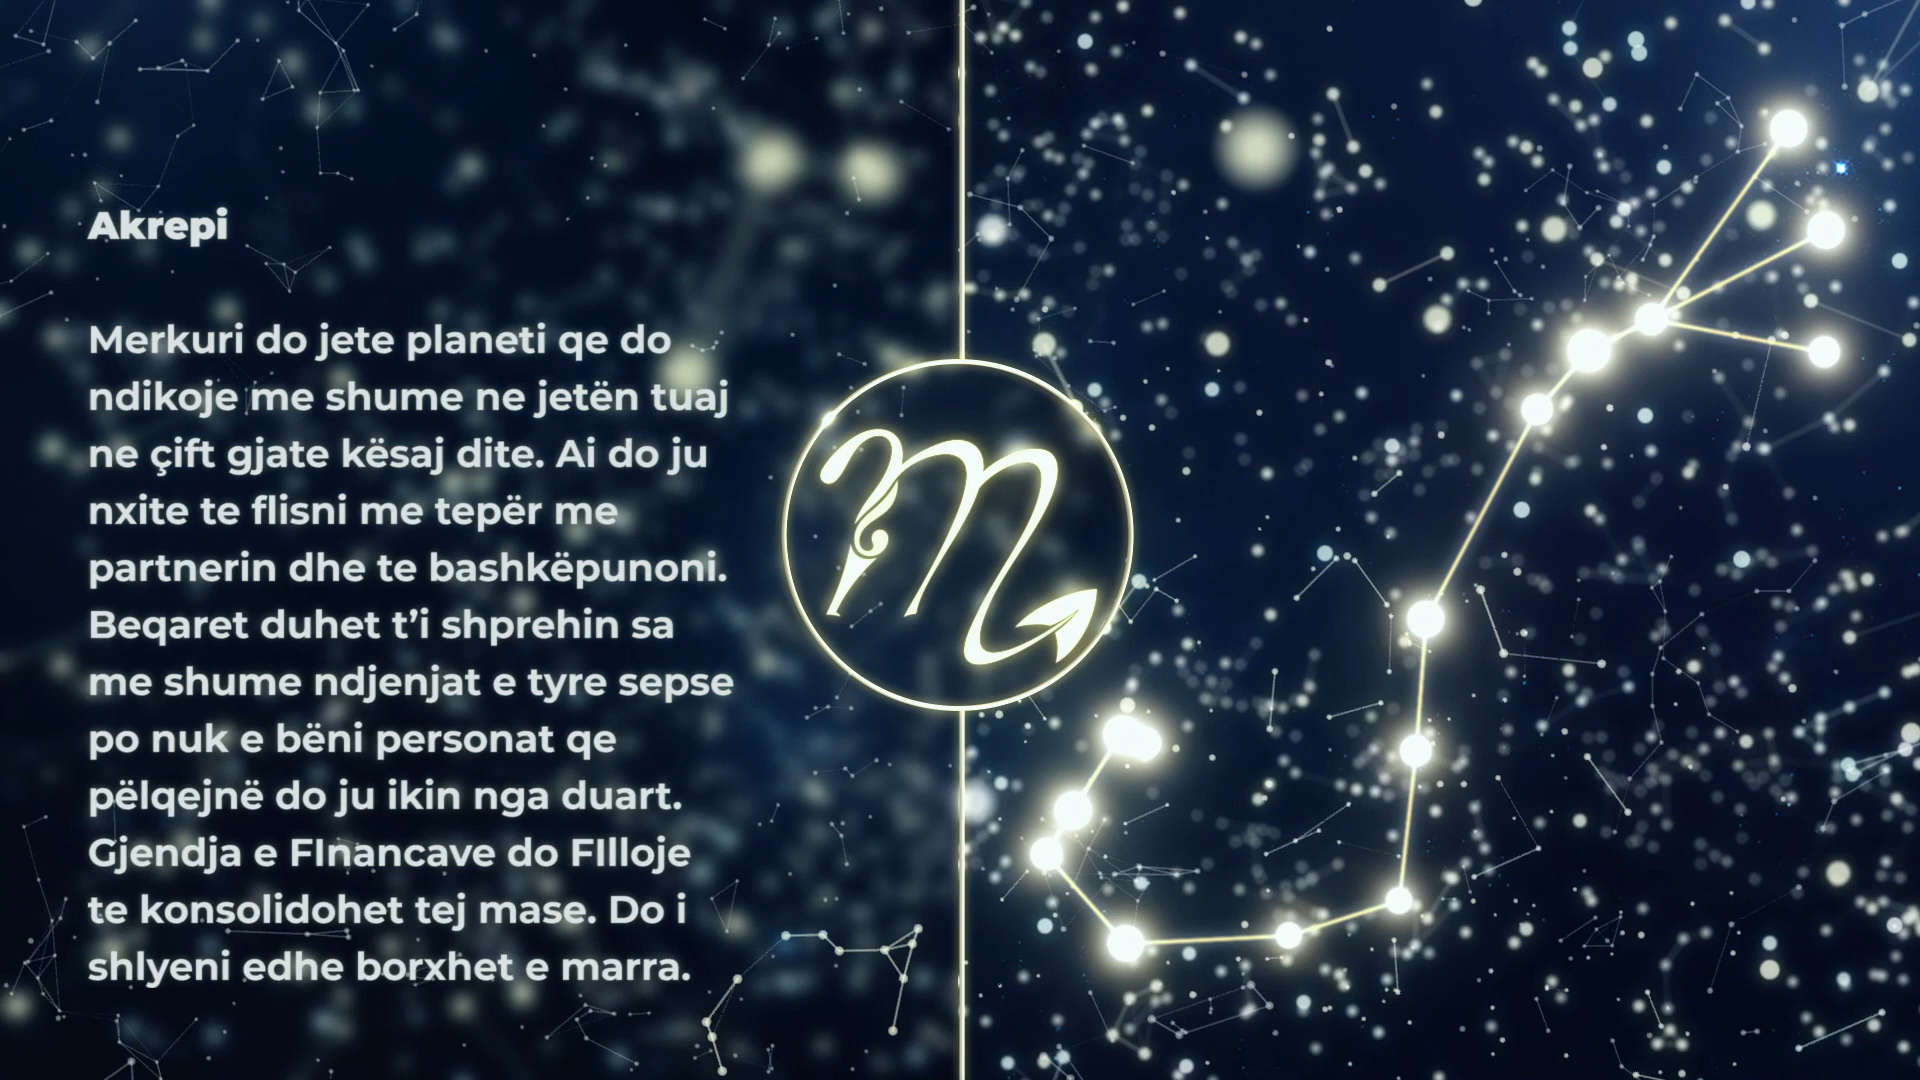 Akrepi
Merkuri do jete planeti qe do
ndikoje me shume ne jetën tuaj
ne çift gjate kësaj dite. Ai do ju
nxite te flisni me tepër me
partnerin dhe te bashkëpunoni.
Beqaret duhet t’i shprehin sa
me shume ndjenjat e tyre sepse
po nuk e bëni personat qe
pëlqejnë do ju ikin nga duart.
Gjendja e FInancave do FIlloje
te konsolidohet tej mase. Do i
shlyeni edhe borxhet e marra.